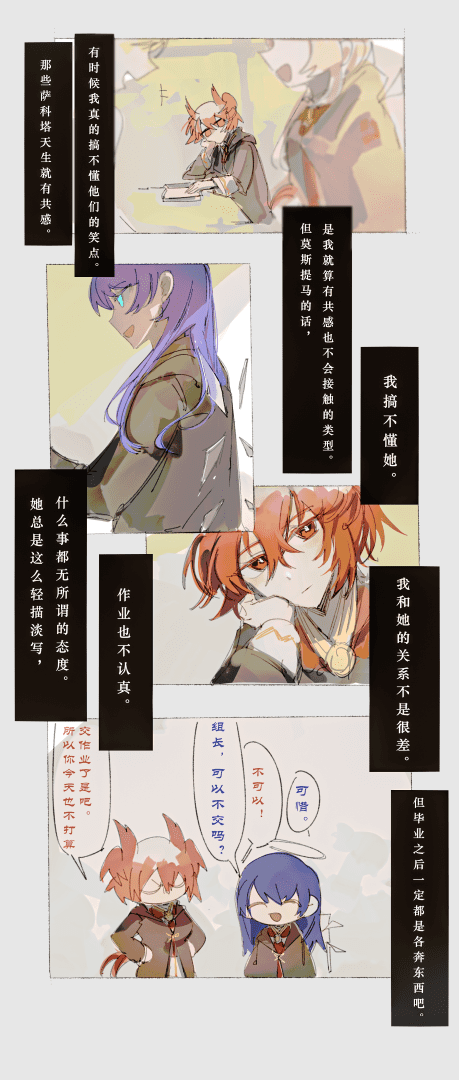 那些萨科塔天生就有共感。
有时候我真的搞不懂他们的笑点。
但莫斯提马的话，
是我就算有共感也不会接触的类型。
我搞不懂她。
她总是这么轻描淡写，
什么事都无所谓的态度。
作业也不认真。
我和她的关系不是很差。
所以你今天也不打算
交作业了是吧。
组长，可以不交吗？
不可以！
可惜。
但毕业之后一定都是各奔东西吧。